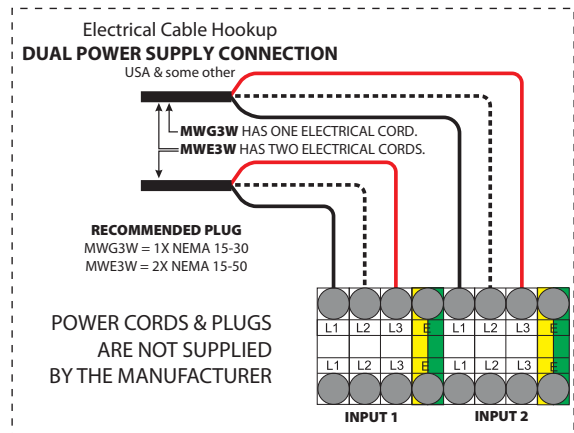 Electrical Cable Hookup
DUAL POWER SUPPLY CONNECTION
USA & some other
MWG3W HAS ONE ELECTRICAL CORD.
MWE3W HAS TWO ELECTRICAL CORDS.
RECOMMENDED PLUG
MWG3W = 1X NEMA 15-30
MWE3W = 2X NEMA 15-50
POWER CORDS & PLUGS
ARE NOT SUPPLIED
BY THE MANUFACTURER
L1 L2 L3 E L1 L2 L3 E
L1 L2 L3 E L1 L2 L3 E
INPUT 1 INPUT 2